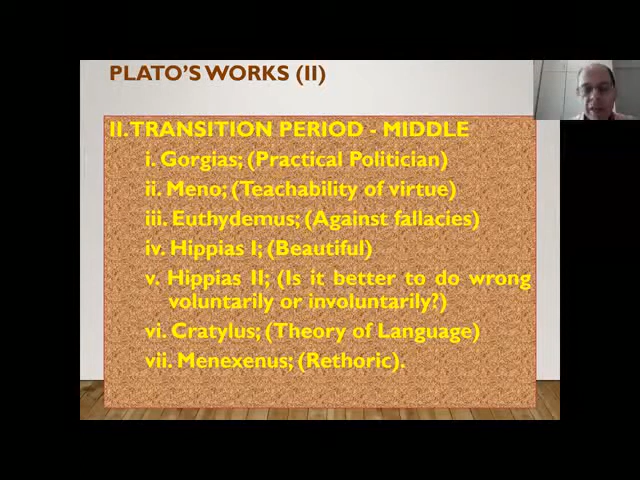 PLATO'S WORKS (II)
II. TRANSITION PERIOD - MIDDLE
i. Gorgias; (Practical Politician)
ii. Meno; (Teachability of virtue)
iii. Euthydemus; (Against fallacies)
iv. Hippias I; (Beautiful)
v. Hippias II; (Is it better to do wrong
voluntarily or involuntarily?)
vi. Cratylus; (Theory of Language)
vii. Menexenus; (Rethoric).